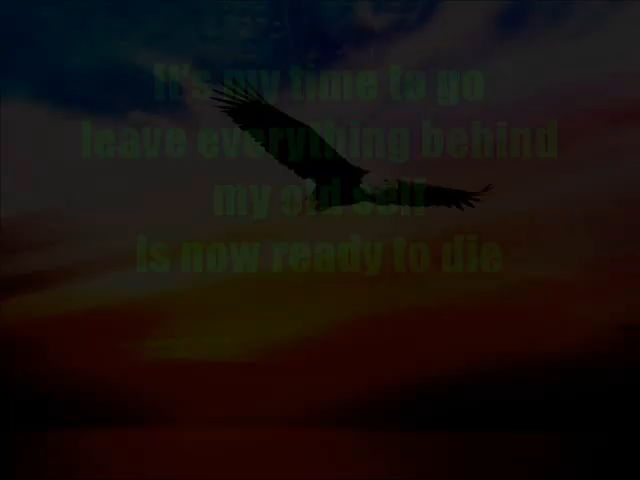 It's my time to go
leave everything behind
my old self
Is now ready to die